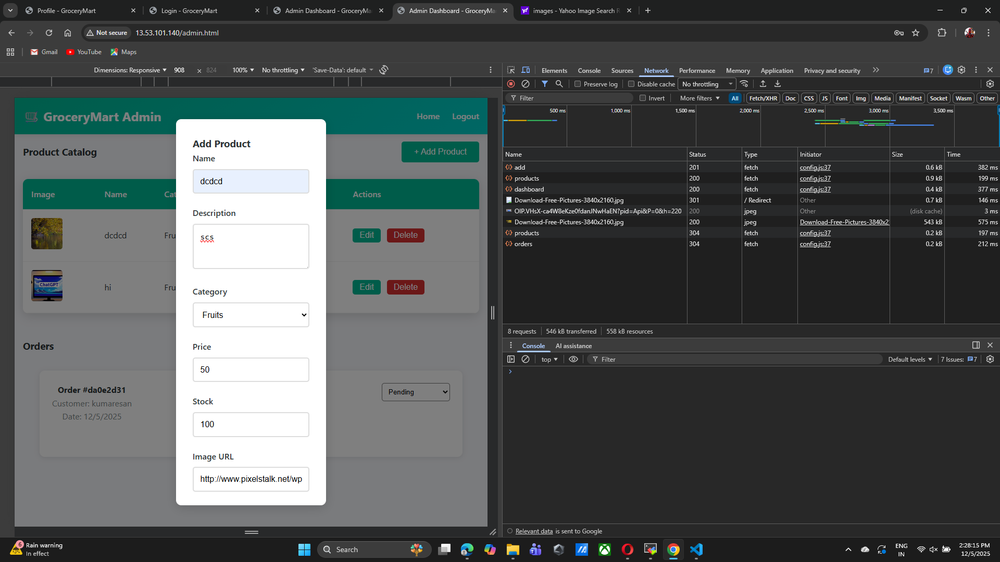 Profile - GroceryMart
Login - GroceryMart
Admin Dashboard - GroceryMa
Admin Dashboard - GroceryMa
images - Yahoo Image Search R
Not secure
13.53.101.140/admin.html
Gmail
YouTube
Maps
Dimensions: Responsive
908
x
824
100%
No throttling
'Save-Data': default
Elements
Console
Sources
Network
Performance
Memory
Application
Privacy and security
7
Preserve log
Disable cache
No throttling
Filter
Invert
More filters
All
Fetch/XHR
Doc
CSS
JS
Font
Img
Media
Manifest
Socket
Wasm
Other
500 ms
1,000 ms
1,500 ms
2,000 ms
2,500 ms
3,000 ms
3,500 ms
Name Status Type Initiator Size Time
add 201 fetch config.js:37 0.6 kB 382 ms
products 200 fetch config.js:37 0.9 kB 199 ms
dashboard 200 fetch config.js:37 0.4 kB 377 ms
Download-Free-Pictures-3840x2160.jpg 301 / Redirect Other 0.7 kB 146 ms
OIP.VHsX-ca4W8eKze0fdanJNwHaEN?pid=Api&P=0&h=220 200 jpeg Other (disk cache) 3 ms
Download-Free-Pictures-3840x2160.jpg 200 jpeg Download-Free-Pictures-3840x2 543 kB 575 ms
products 304 fetch config.js:37 0.2 kB 197 ms
orders 304 fetch config.js:37 0.2 kB 212 ms
8 requests
546 kB transferred
558 kB resources
Console
AI assistance
top
Filter
Default levels
7 Issues:
7
Relevant data is sent to Google
GroceryMart Admin
Home
Logout
Product Catalog
+ Add Product
Image
Name
Cat
Actions
dcdcd
Fru
Edit
Delete
ChatGPT
hi
Fru
Edit
Delete
Orders
Order #da0e2d31
Customer: kumaresan
Date: 12/5/2025
Pending
Add Product
Name
dcdcd
Description
scs
Category
Fruits
Price
50
Stock
100
Image URL
http://www.pixelstalk.net/wp
6
Rain warning
In effect
Search
ENG
IN
2:28:15 PM
12/5/2025